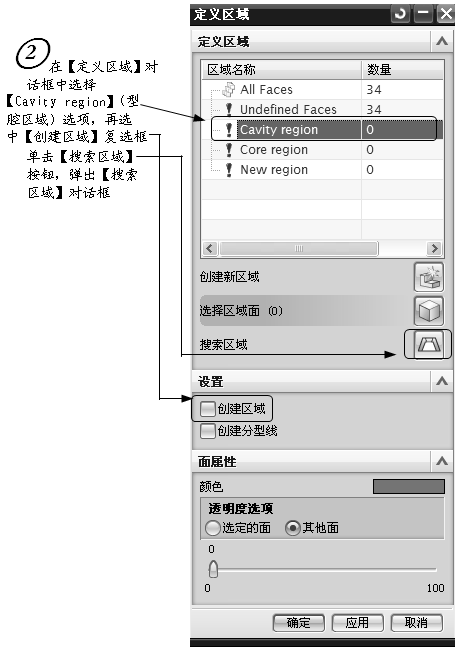 定义区域
定义区域
区域名称 数量
All Faces 34
Undefined Faces 34
Cavity region 0
Core region 0
New region 0
创建新区域
选择区域面 (0)
搜索区域
设置
创建区域
创建分型线
面属性
颜色
透明度选项
选定的面 其他面
0
0 100
确定 应用 取消
2
在【定义区域】对
话框中选择
【Cavity region】(型
腔区域) 选项, 再选
中【创建区域】复选框
单击【搜索区域】
按钮, 弹出【搜索
区域】对话框